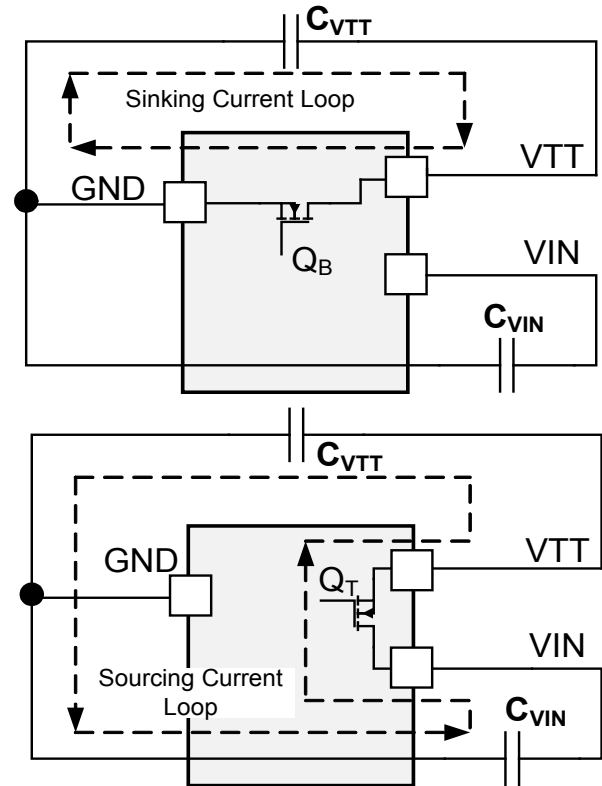 CVTT
Sinking Current Loop
VTT
GND
QB
VIN
CVIN
CVTT
GND
VTT
QT
VIN
Sourcing Current
Loop
CVIN